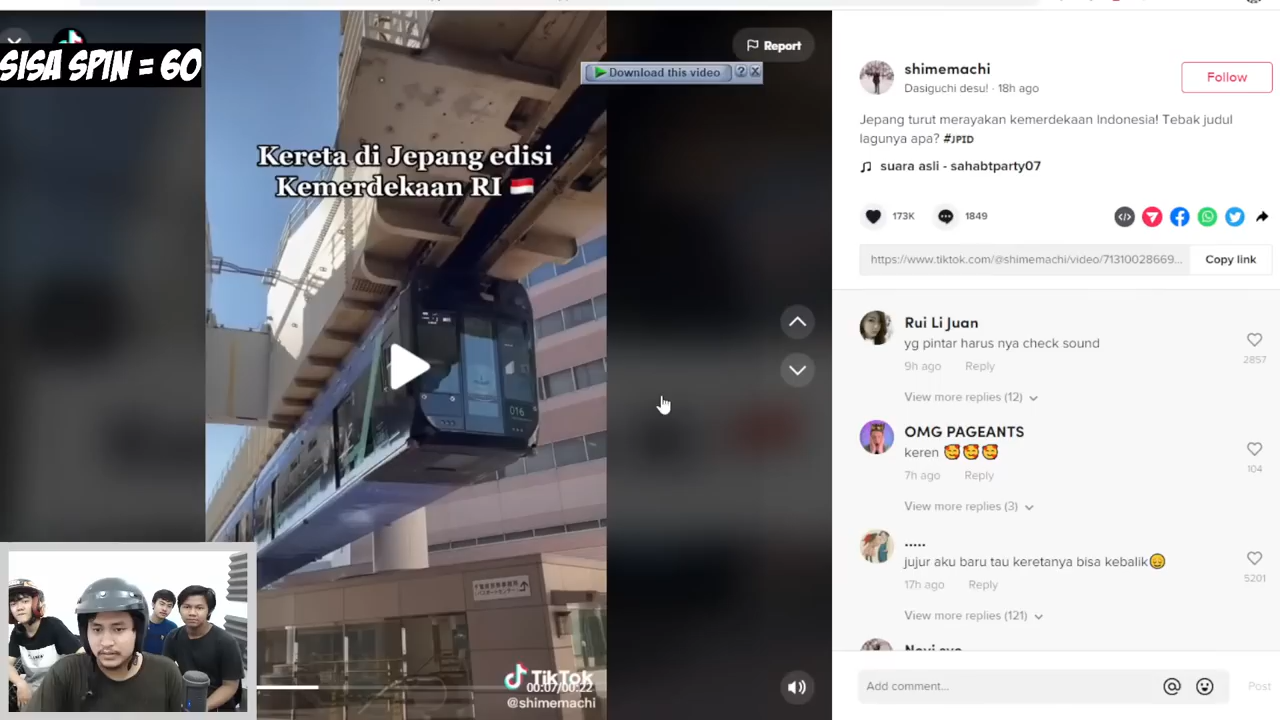 SISA SPIN = 60
Report
Download this video
Kereta di Jepang edisi
Kemerdekaan RI
016
TikTok
00:07/00:22
@shimemachi
shimemachi
Dasiguchi desu! · 18h ago
Follow
Jepang turut merayakan kemerdekaan Indonesia! Tebak judul
lagunya apa? #JPID
suara asli - sahabtparty07
173K
1849
https://www.tiktok.com/@shimemachi/video/71310028669...
Copy link
Rui Li Juan
yg pintar harus nya check sound
9h ago
Reply
2857
View more replies (12)
OMG PAGEANTS
keren 🥰🥰🥰
7h ago
Reply
104
View more replies (3)
.....
jujur aku baru tau keretanya bisa kebalik😔
17h ago
Reply
5201
View more replies (121)
Add comment...
Post